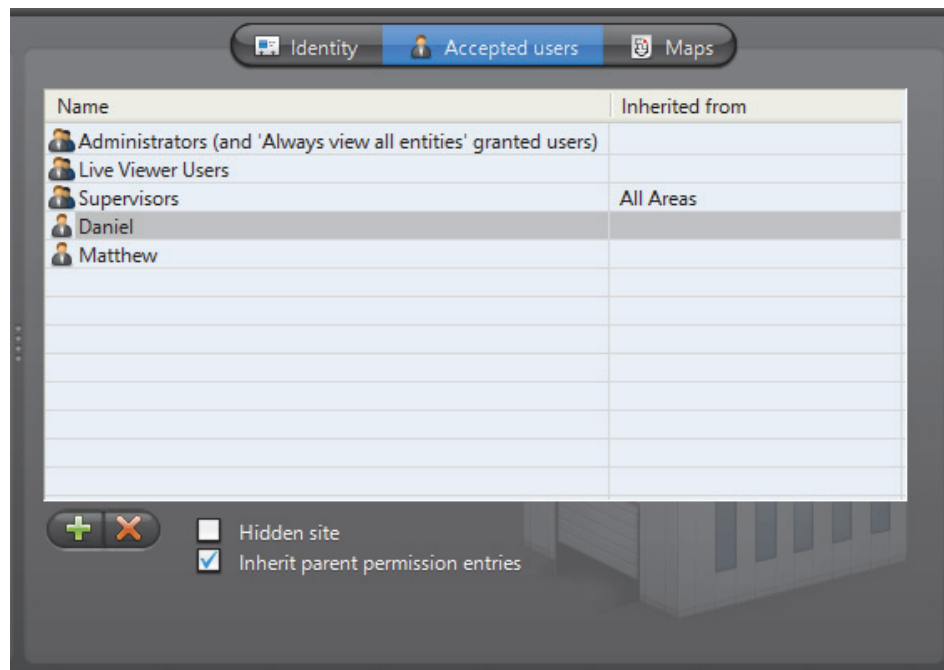 Identity Accepted users Maps
Name Inherited from
Administrators (and 'Always view all entities' granted users)
Live Viewer Users
Supervisors All Areas
Daniel
Matthew
Hidden site
Inherit parent permission entries